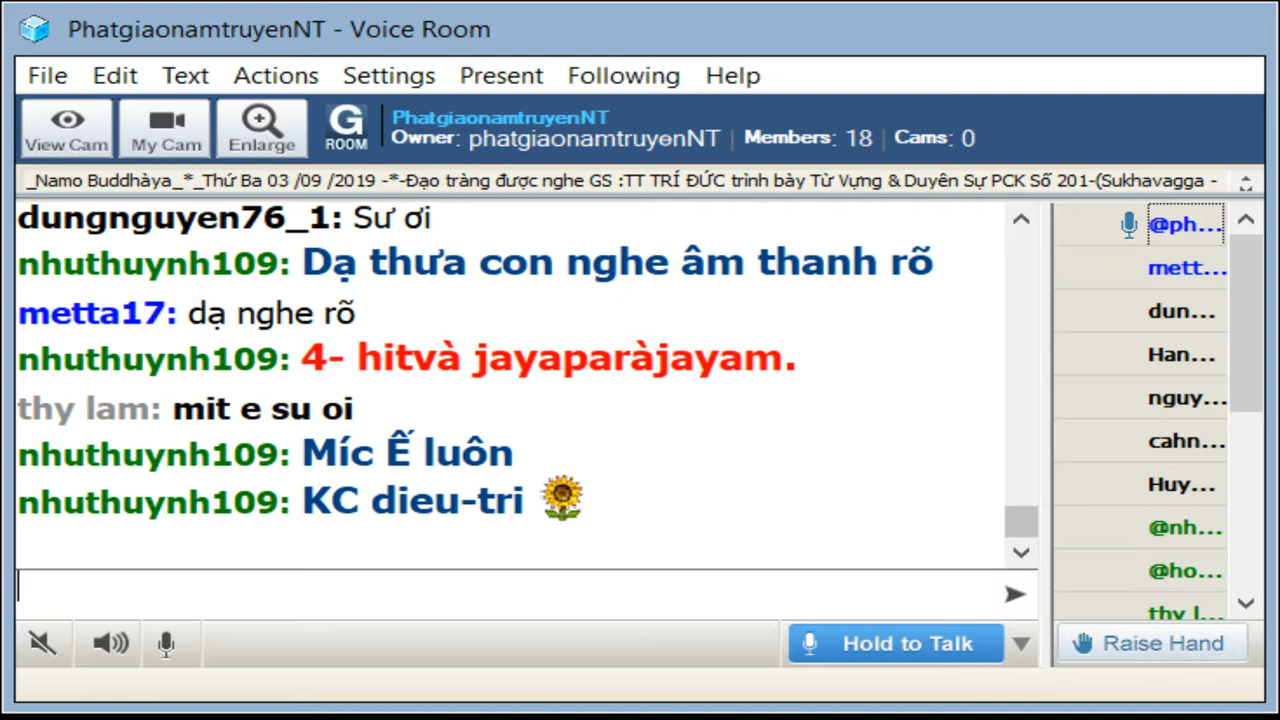 PhatgiaonamtruyenNT - Voice Room
File Edit Text Actions Settings Present Following Help
View Cam My Cam Enlarge G ROOM
PhatgiaonamtruyenNT
Owner: phatgiaonamtruyenNT | Members: 18 | Cams: 0
_Namo Buddhàya_*_Thứ Ba 03 /09 /2019 -*-Đạo tràng được nghe GS :TT TRÍ ĐỨC trình bày Từ Vựng & Duyên Sự PCK Số 201-(Sukhavagga -
dungnguyen76_1: Sư ơi
nhuthuynh109: Dạ thưa con nghe âm thanh rõ
metta17: dạ nghe rõ
nhuthuynh109: 4- hitvà jayaparàjayam.
thy lam: mit e su oi
nhuthuynh109: Míc Ế luôn
nhuthuynh109: KC dieu-tri
@ph...
mett...
dun...
Han...
nguy...
cahn...
Huy...
@nh...
@ho...
thy l...
Hold to Talk
Raise Hand